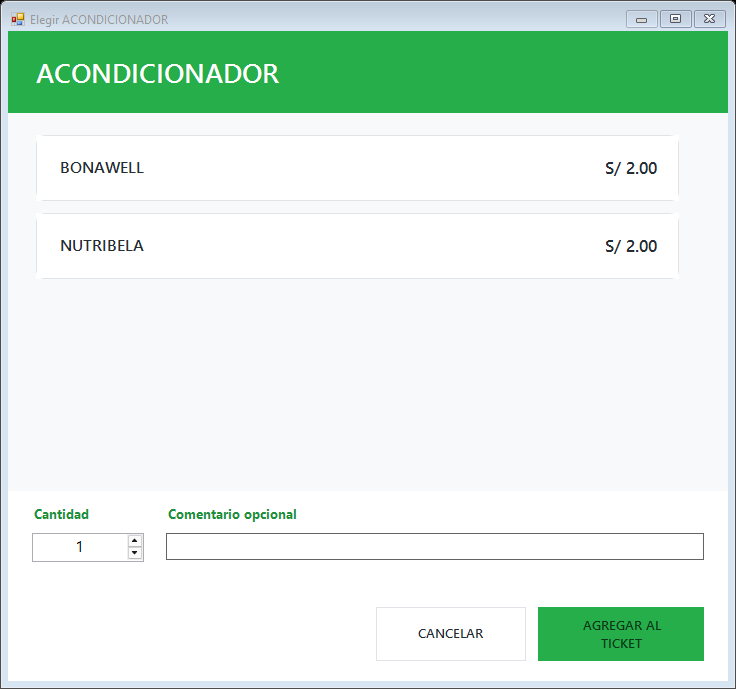 Elegir ACONDICIONADOR
ACONDICIONADOR
BONAWELL S/ 2.00
NUTRIBELA S/ 2.00
Cantidad Comentario opcional
1
CANCELAR AGREGAR AL
TICKET